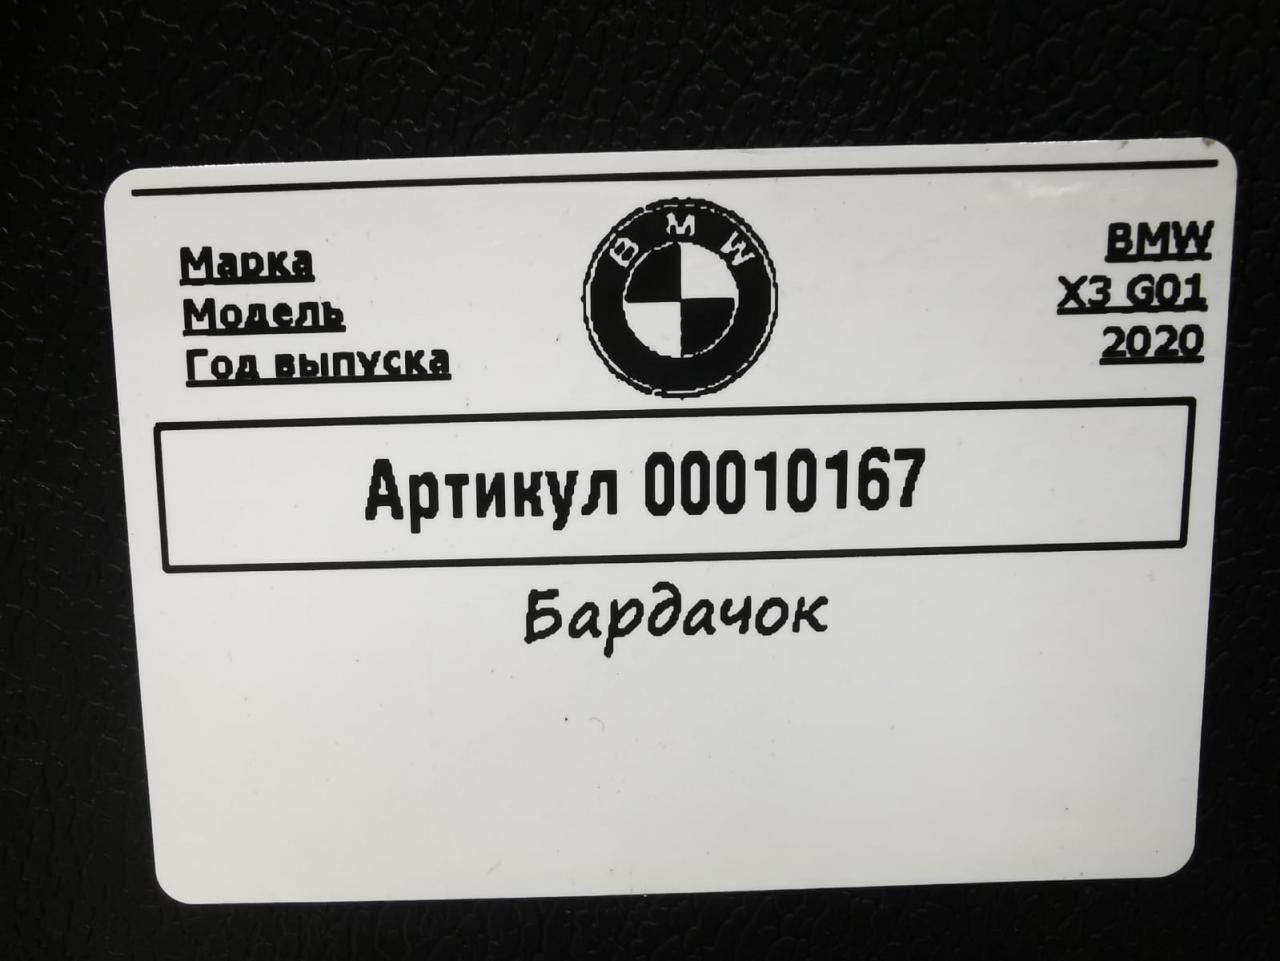 Марка
Модель
Год выпуска
BMW
BMW
X3 G01
2020
Артикул 00010167
Бардачок